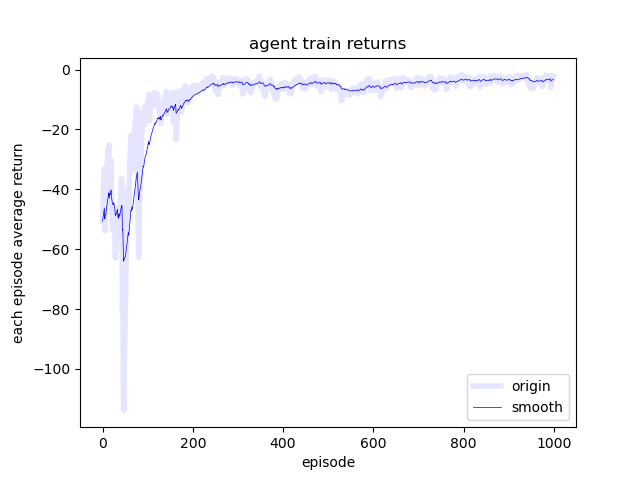 agent train returns
0
−20
−40
−60
−80
−100
each episode average return
0
200
400
600
800
1000
episode
origin
smooth